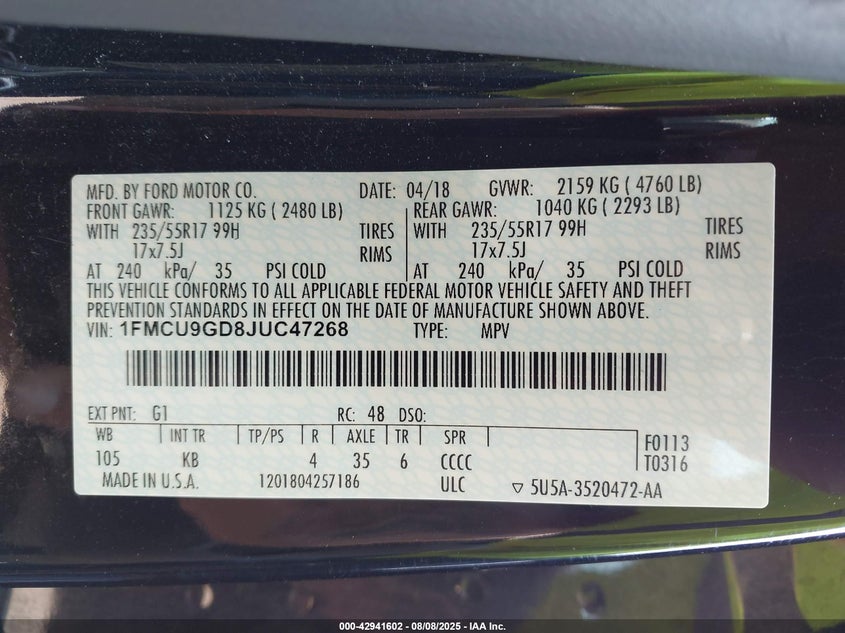 MFD. BY FORD MOTOR CO. DATE: 04/18 GVWR: 2159 KG ( 4760 LB)
FRONT GAWR: 1125 KG ( 2480 LB) REAR GAWR: 1040 KG ( 2293 LB)
WITH 235/55R17 99H TIRES WITH 235/55R17 99H TIRES
17x7.5J RIMS 17x7.5J RIMS
AT 240 kPa/ 35 PSI COLD AT 240 kPa/ 35 PSI COLD
THIS VEHICLE CONFORMS TO ALL APPLICABLE FEDERAL MOTOR VEHICLE SAFETY AND THEFT
PREVENTION STANDARDS IN EFFECT ON THE DATE OF MANUFACTURE SHOWN ABOVE.
VIN: 1FMCU9GD8JUC47268 TYPE: MPV
EXT PNT: G1 RC: 48 DSO:
WB INT TR TP/PS R AXLE TR SPR F0113
105 KB 4 35 6 CCCC T0316
MADE IN U.S.A. 1201804257186 ULC ▽ 5U5A-3520472-AA
000-42941602 - 08/08/2025 - IAA Inc.